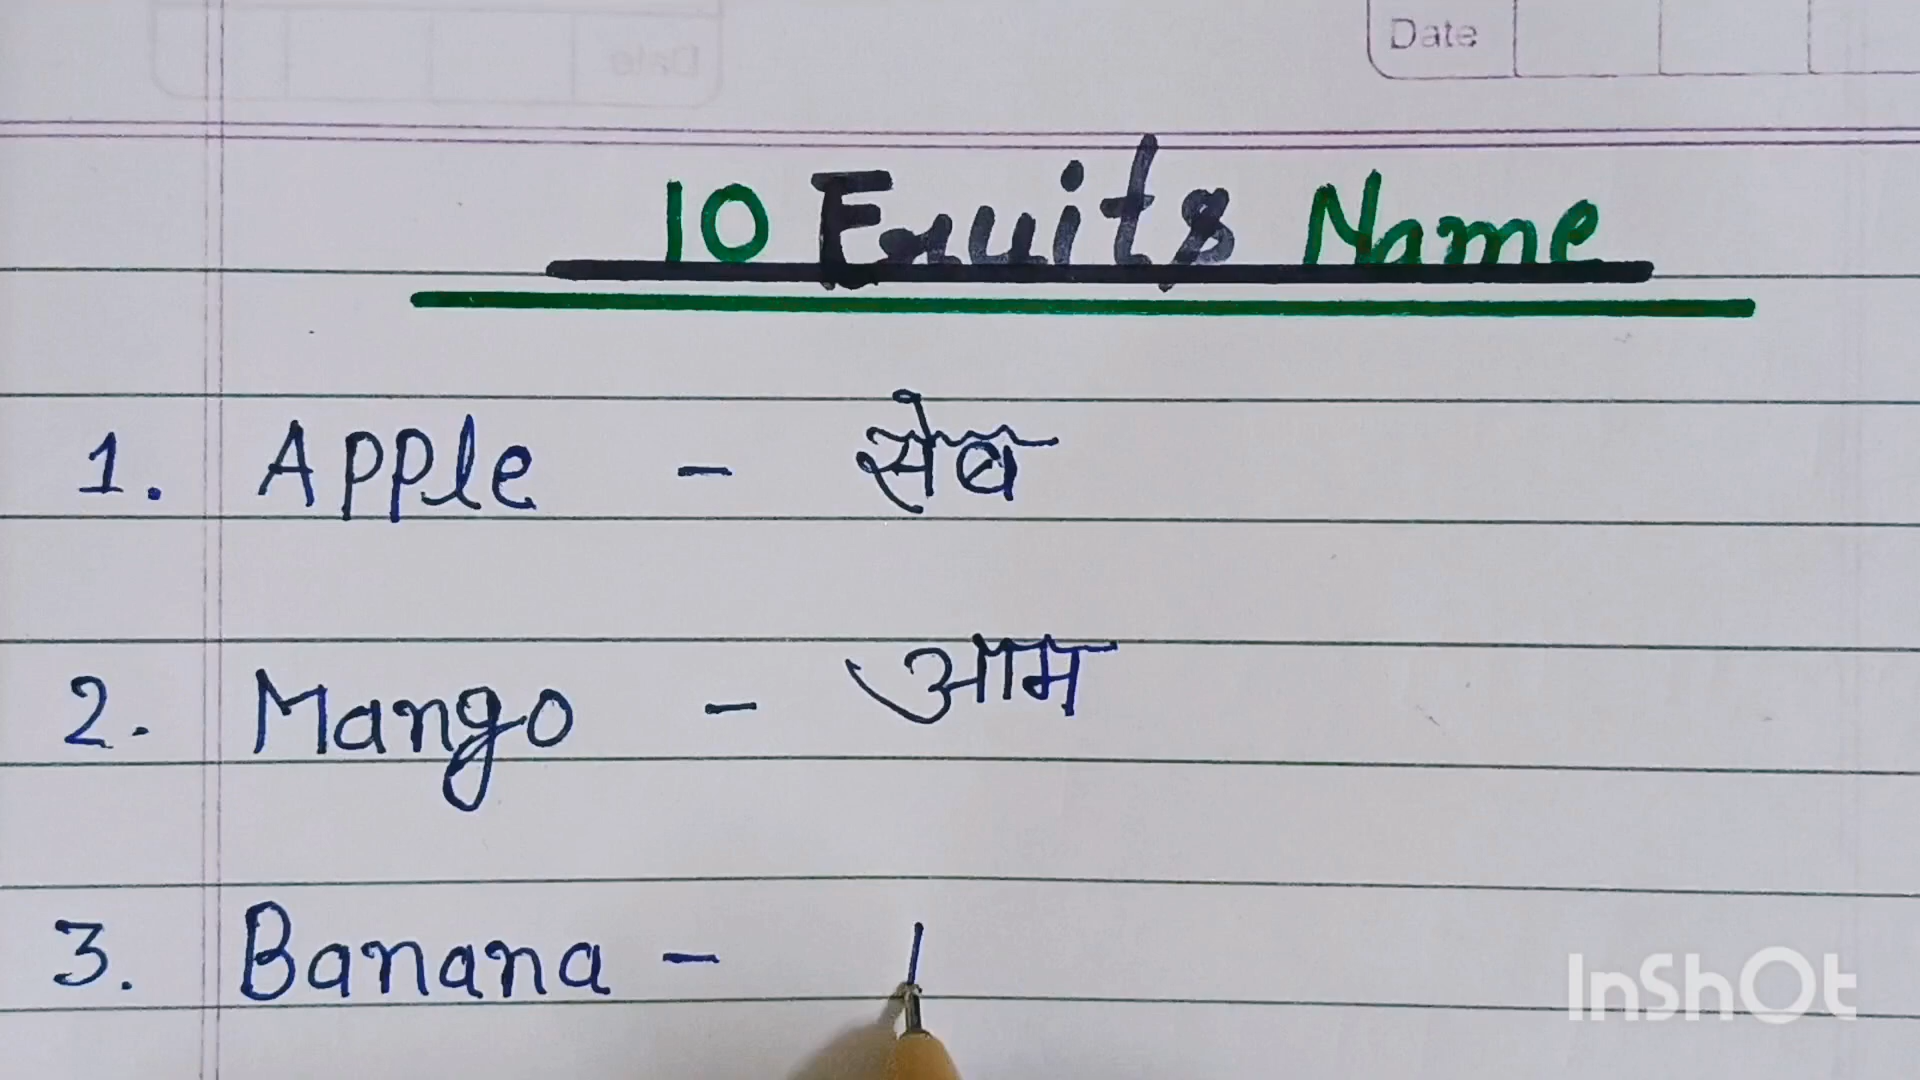 Date
10 Fruits Name
1. Apple - सेब
2. Mango - आम
3. Banana -
InShOt